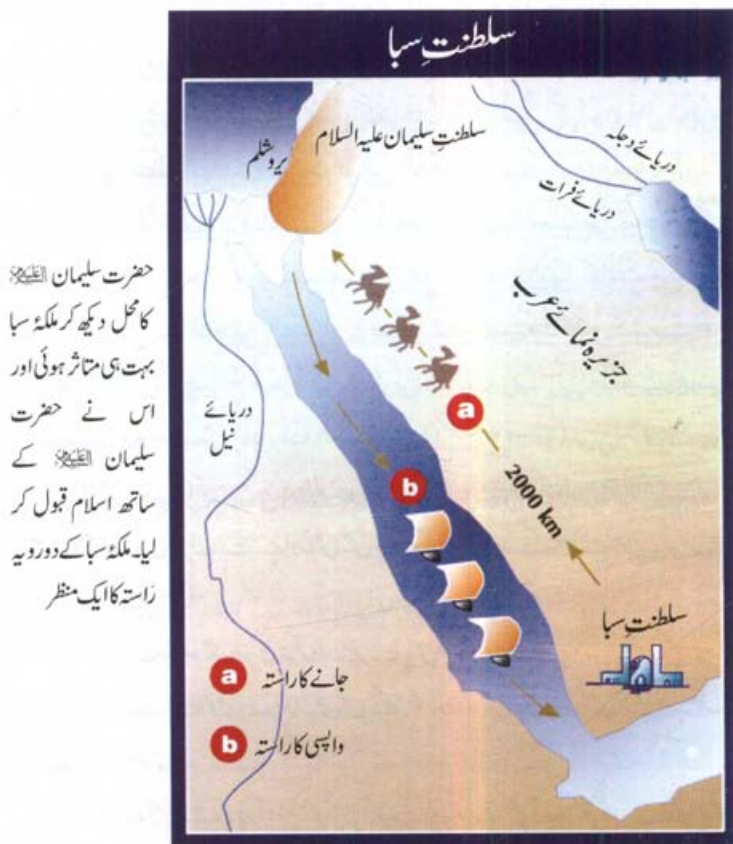 سلطنتِ سبا
سلطنتِ سلیمان علیہ السلام
یروشلم
دریائے دجلہ
دریائے فرات
جزیرہ نمائے عرب
دریائے
نیل
a
2000 km
b
سلطنتِ سبا
a جانے کا راستہ
b واپسی کا راستہ
حضرت سلیمان علیہ السلام
کا محل دیکھ کر ملکۂ سبا
بہت ہی متاثر ہوئی اور
اس نے حضرت
سلیمان علیہ السلام کے
ساتھ اسلام قبول کر
لیا۔ ملکۂ سبا کے دو رویہ
راستہ کا ایک منظر